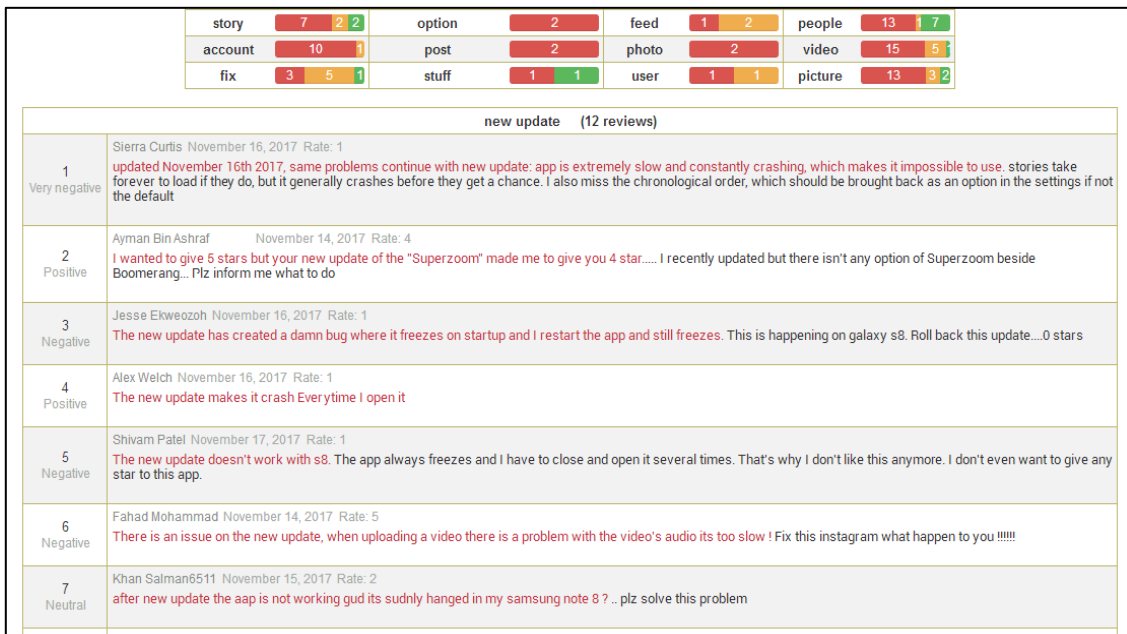 story 7 2 2 option 2 feed 1 2 people 13 1 7
account 10 1 post 2 photo 2 video 15 5 1
fix 3 5 1 stuff 1 1 user 1 1 picture 13 3 2
new update (12 reviews)
1
Very negative
Sierra Curtis November 16, 2017 Rate: 1
updated November 16th 2017, same problems continue with new update: app is extremely slow and constantly crashing, which makes it impossible to use. stories take
forever to load if they do, but it generally crashes before they get a chance. I also miss the chronological order, which should be brought back as an option in the settings if not
the default
2
Positive
Ayman Bin Ashraf November 14, 2017 Rate: 4
I wanted to give 5 stars but your new update of the "Superzoom" made me to give you 4 star..... I recently updated but there isn't any option of Superzoom beside
Boomerang... Plz inform me what to do
3
Negative
Jesse Ekweozoh November 16, 2017 Rate: 1
The new update has created a damn bug where it freezes on startup and I restart the app and still freezes. This is happening on galaxy s8. Roll back this update....0 stars
4
Positive
Alex Welch November 16, 2017 Rate: 1
The new update makes it crash Everytime I open it
5
Negative
Shivam Patel November 17, 2017 Rate: 1
The new update doesn't work with s8. The app always freezes and I have to close and open it several times. That's why I don't like this anymore. I don't even want to give any
star to this app.
6
Negative
Fahad Mohammad November 14, 2017 Rate: 5
There is an issue on the new update, when uploading a video there is a problem with the video's audio its too slow ! Fix this instagram what happen to you !!!!!!
7
Neutral
Khan Salman6511 November 15, 2017 Rate: 2
after new update the aap is not working gud its sudnly hanged in my samsung note 8 ? .. plz solve this problem